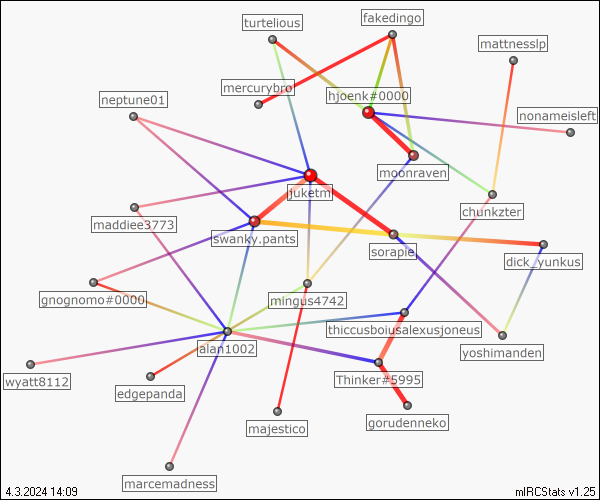 turtelious
fakedingo
mattnesslp
mercurybro
neptune01
hjoenk#0000
nonameisleft
moonraven
juketml
chunkzter
maddiee3773
swanky.pants
sorapie
dick_yunkus
gnognomo#0000
mingus4742
thiccusboiusalexusjoneus
alan1002
yoshimanden
wyatt8112
Thinker#5995
edgepanda
gorudenneko
majestico
marcemadness
4.3.2024 14:09
mIRCStats v1.25